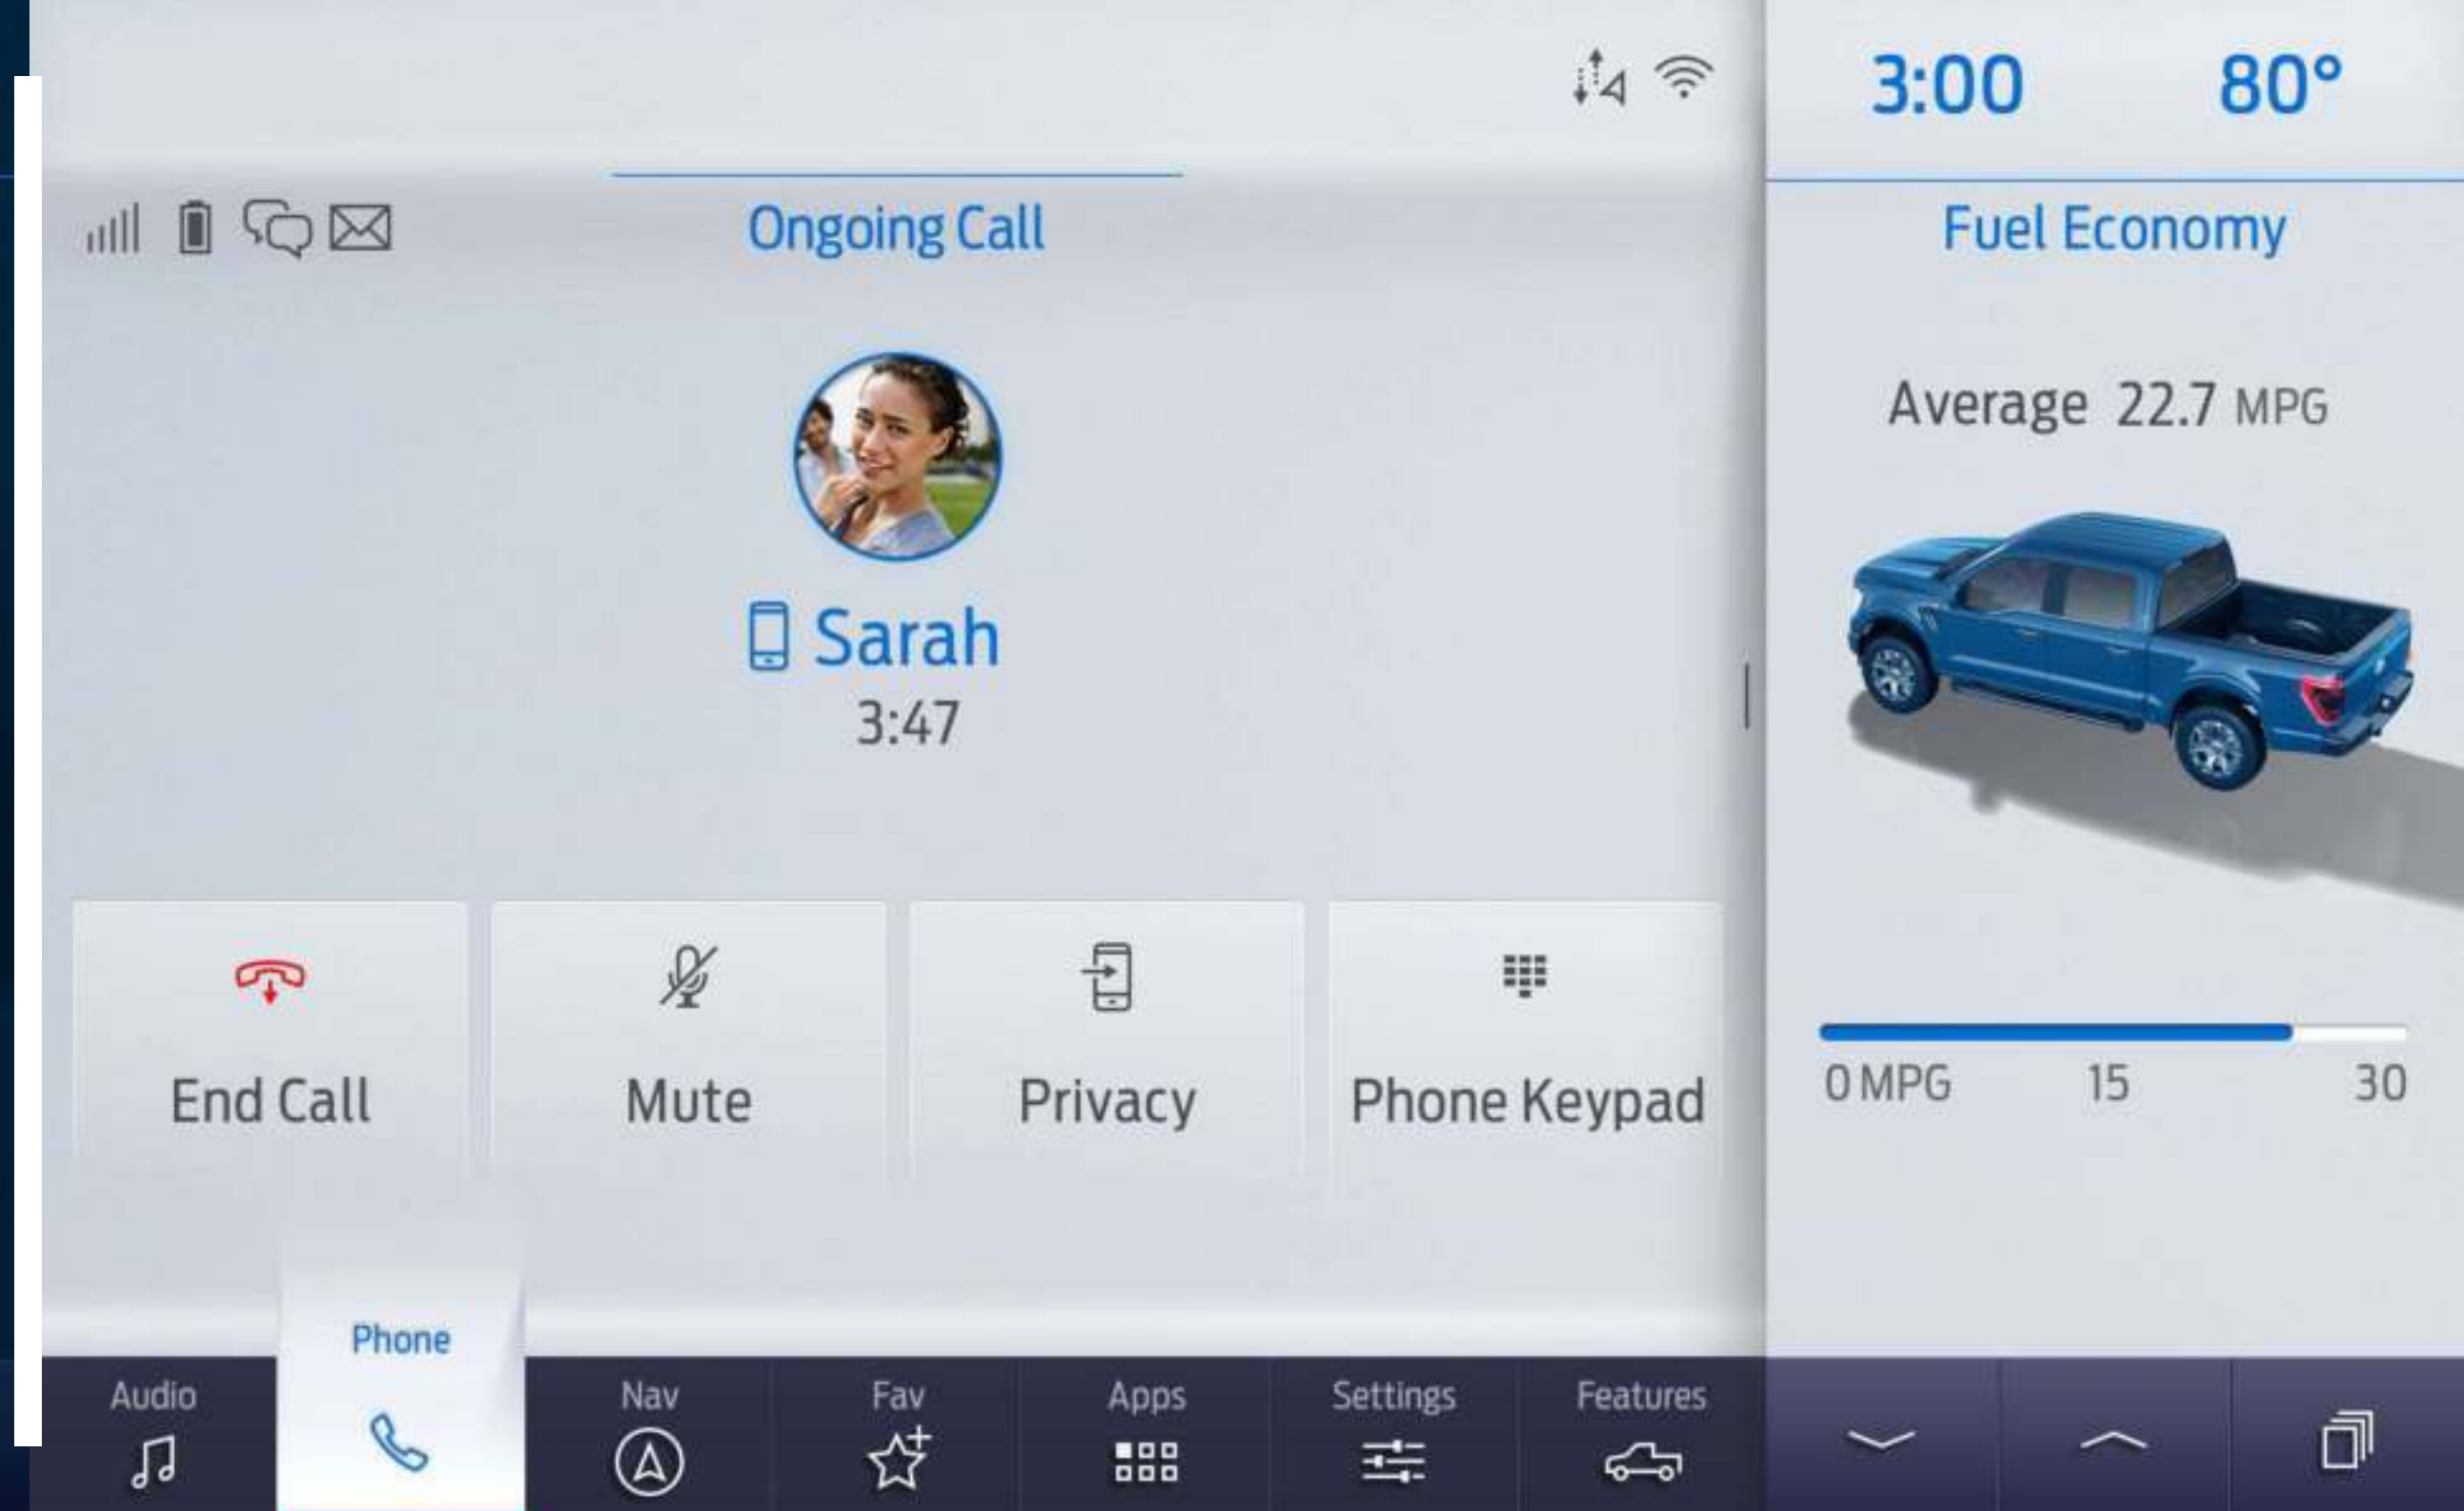 3:00 80°
Ongoing Call
Fuel Economy
Average 22.7 MPG
Sarah
3:47
End Call
Mute
Privacy
Phone Keypad
0 MPG 15 30
Phone
Audio
Nav
Fav
Apps
Settings
Features